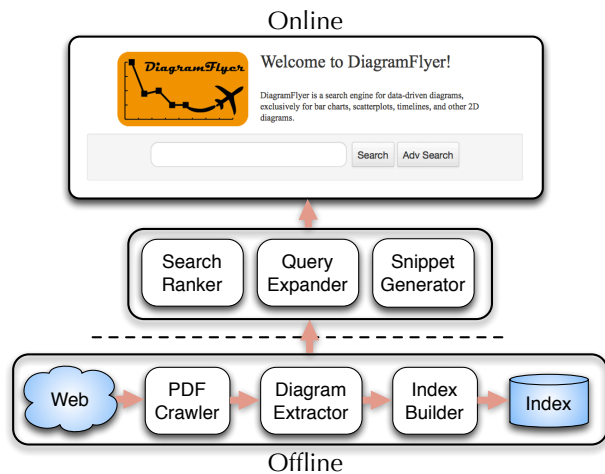 Online
DiagramFlyer
Welcome to DiagramFlyer!
DiagramFlyer is a search engine for data-driven diagrams,
exclusively for bar charts, scatterplots, timelines, and other 2D
diagrams.
Search
Adv Search
Search
Ranker
Query
Expander
Snippet
Generator
Web
PDF
Crawler
Diagram
Extractor
Index
Builder
Index
Offline